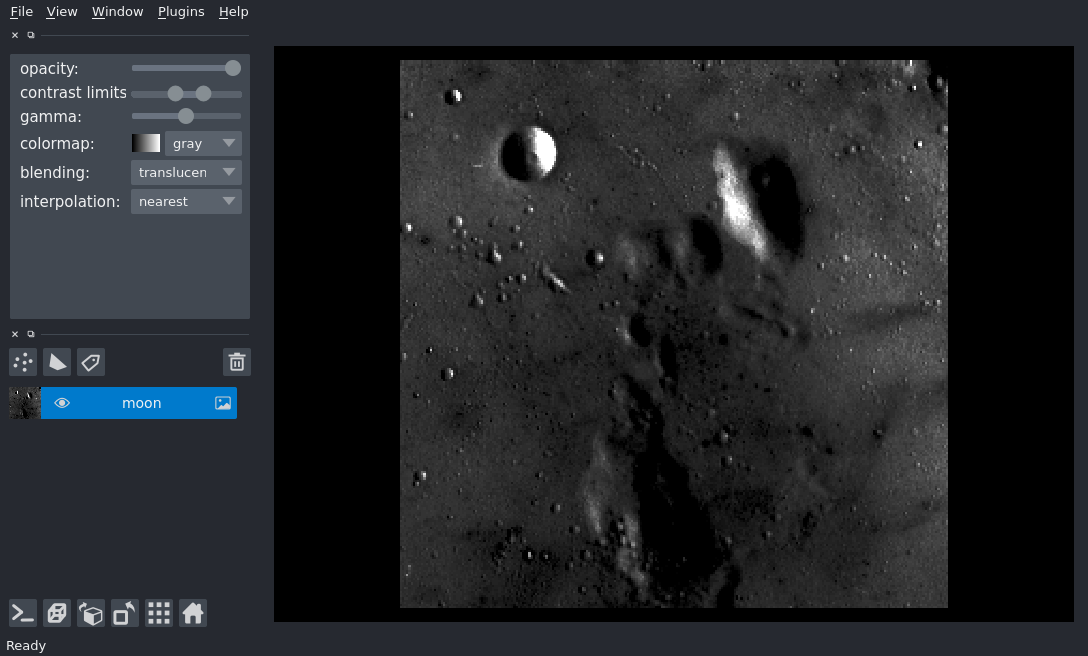 File View Window Plugins Help
opacity:
contrast limits
gamma:
colormap: gray
blending: translucen
interpolation: nearest
moon
Ready